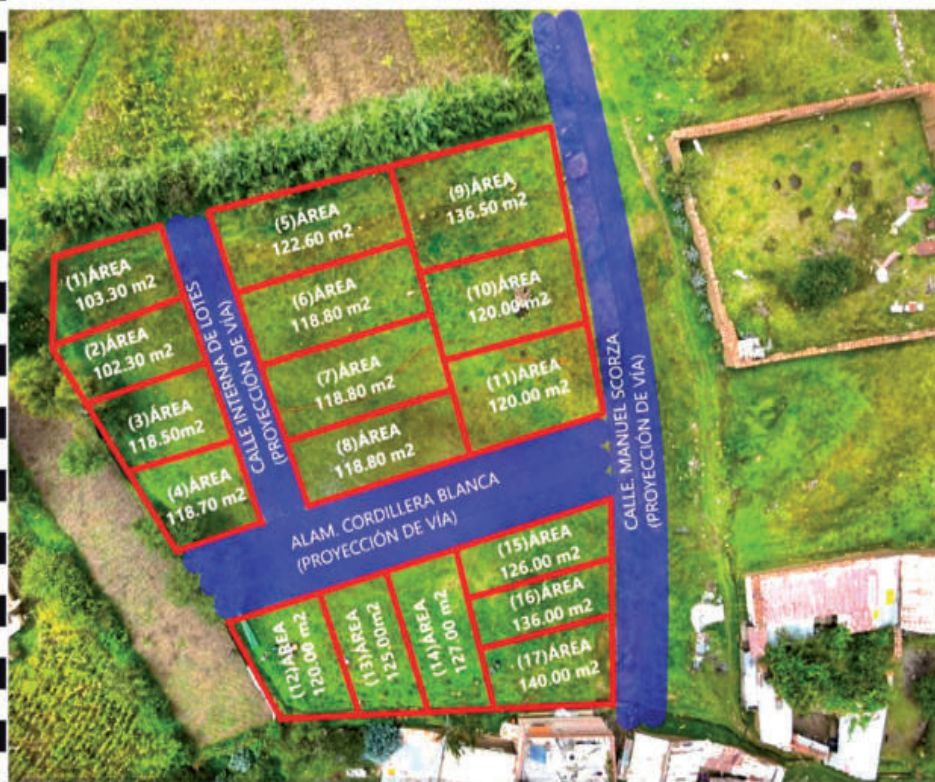 (1)ÁREA
103.30 m2
(2)ÁREA
102.30 m2
(3)ÁREA
118.50m2
(4)ÁREA
118.70 m2
CALLE INTERNA DE LOTES
(PROYECCIÓN DE VÍA)
(5)ÁREA
122.60 m2
(6)ÁREA
118.80 m2
(7)ÁREA
118.80 m2
(8)ÁREA
118.80 m2
(9)ÁREA
136.50 m2
(10)ÁREA
120.00 m2
(11)ÁREA
120.00 m2
CALLE. MANUEL SCORZA
(PROYECCIÓN DE VÍA)
ALAM. CORDILLERA BLANCA
(PROYECCIÓN DE VÍA)
(12)ÁREA
120.00 m2
(13)ÁREA
125.00m2
(14)ÁREA
127.00 m2
(15)ÁREA
126.00 m2
(16)ÁREA
136.00 m2
(17)ÁREA
140.00 m2